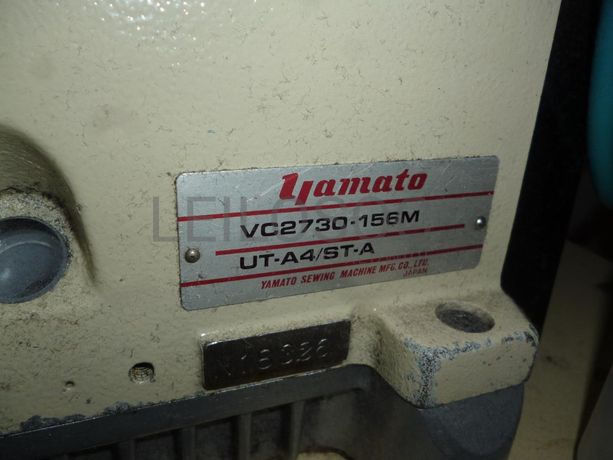 Yamato
VC2730-156M
UT-A4/ST-A
YAMATO SEWING MACHINE MFG. CO., LTD.
JAPAN